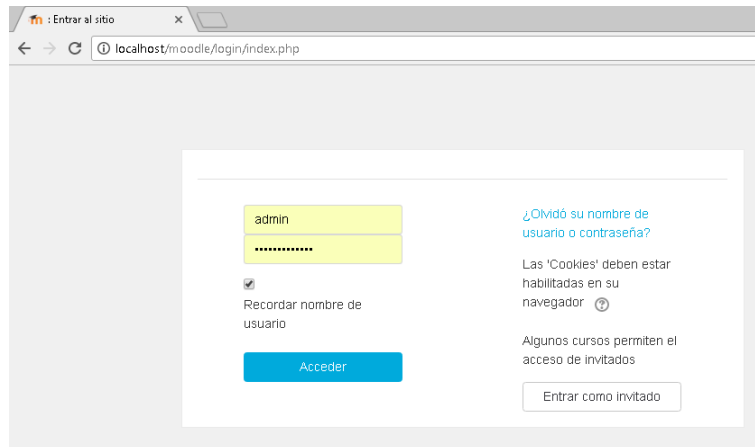 : Entrar al sitio
localhost/moodle/login/index.php
admin
•••••••••••••
Recordar nombre de
usuario
Acceder
¿Olvidó su nombre de
usuario o contraseña?
Las 'Cookies' deben estar
habilitadas en su
navegador
Algunos cursos permiten el
acceso de invitados
Entrar como invitado